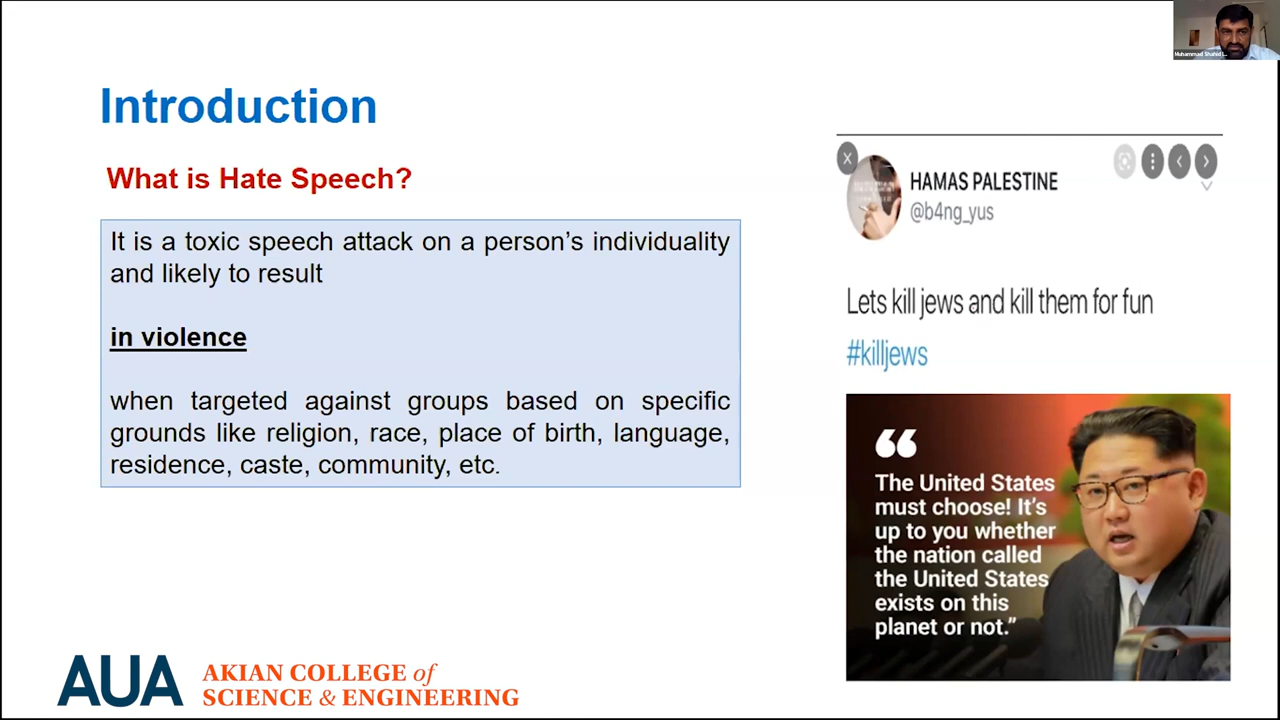 Muhammad Shahid I...
Introduction
What is Hate Speech?
It is a toxic speech attack on a person's individuality
and likely to result
in violence
when targeted against groups based on specific
grounds like religion, race, place of birth, language,
residence, caste, community, etc.
HAMAS PALESTINE
@b4ng_yus
Lets kill jews and kill them for fun
#killjews
“
The United States
must choose! It's
up to you whether
the nation called
the United States
exists on this
planet or not.”
AUA
AKIAN COLLEGE of
SCIENCE & ENGINEERING